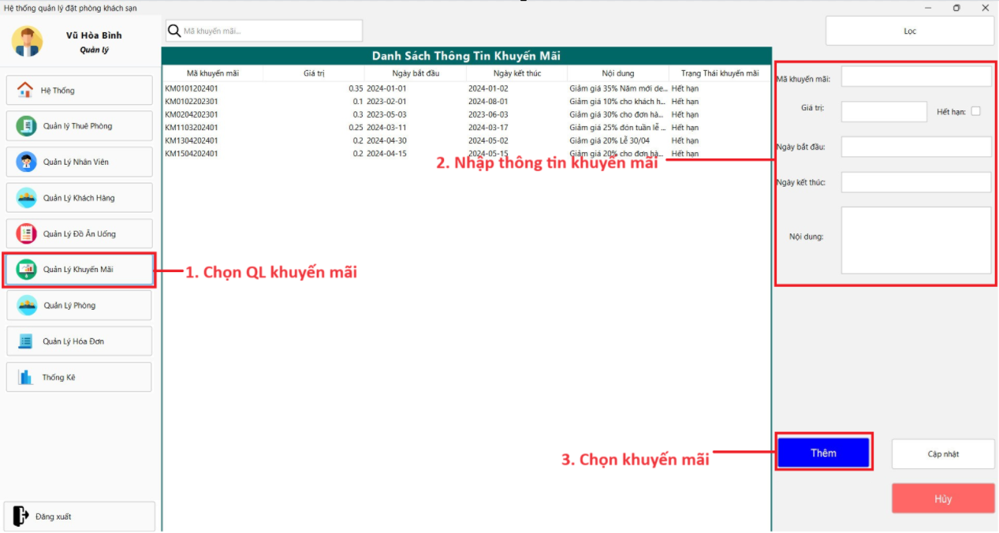 Hệ thống quản lý đặt phòng khách sạn
Vũ Hòa Bình
Quản lý
Hệ Thống
Quản lý Thuê Phòng
Quản Lý Nhân Viên
Quản Lý Khách Hàng
Quản Lý Đồ Ăn Uống
Quản Lý Khuyến Mãi
Quản Lý Phòng
Quản Lý Hóa Đơn
Thống Kê
Đăng xuất
Mã khuyến mãi...
Lọc
Danh Sách Thông Tin Khuyến Mãi
Mã khuyến mãi Giá trị Ngày bắt đầu Ngày kết thúc Nội dung Trạng Thái khuyến mãi
KM0101202401 0.35 2024-01-01 2024-01-02 Giảm giá 35% Năm mới de... Hết hạn
KM0102202301 0.1 2023-02-01 2024-08-01 Giảm giá 10% cho khách h... Hết hạn
KM0204202301 0.3 2023-05-03 2023-06-03 Giảm giá 30% cho đơn hà... Hết hạn
KM1103202401 0.25 2024-03-11 2024-03-17 Giảm giá 25% đón tuần lễ ... Hết hạn
KM1304202401 0.2 2024-04-30 2024-05-02 Giảm giá 20% Lễ 30/04 Hết hạn
KM1504202401 0.2 2024-04-15 2024-05-15 Giảm giá 20% cho đơn hà... Hết hạn
2. Nhập thông tin khuyến mãi
1. Chọn QL khuyến mãi
3. Chọn khuyến mãi
Mã khuyến mãi:
Giá trị:
Hết hạn:
Ngày bắt đầu:
Ngày kết thúc:
Nội dung:
Thêm
Cập nhật
Hủy